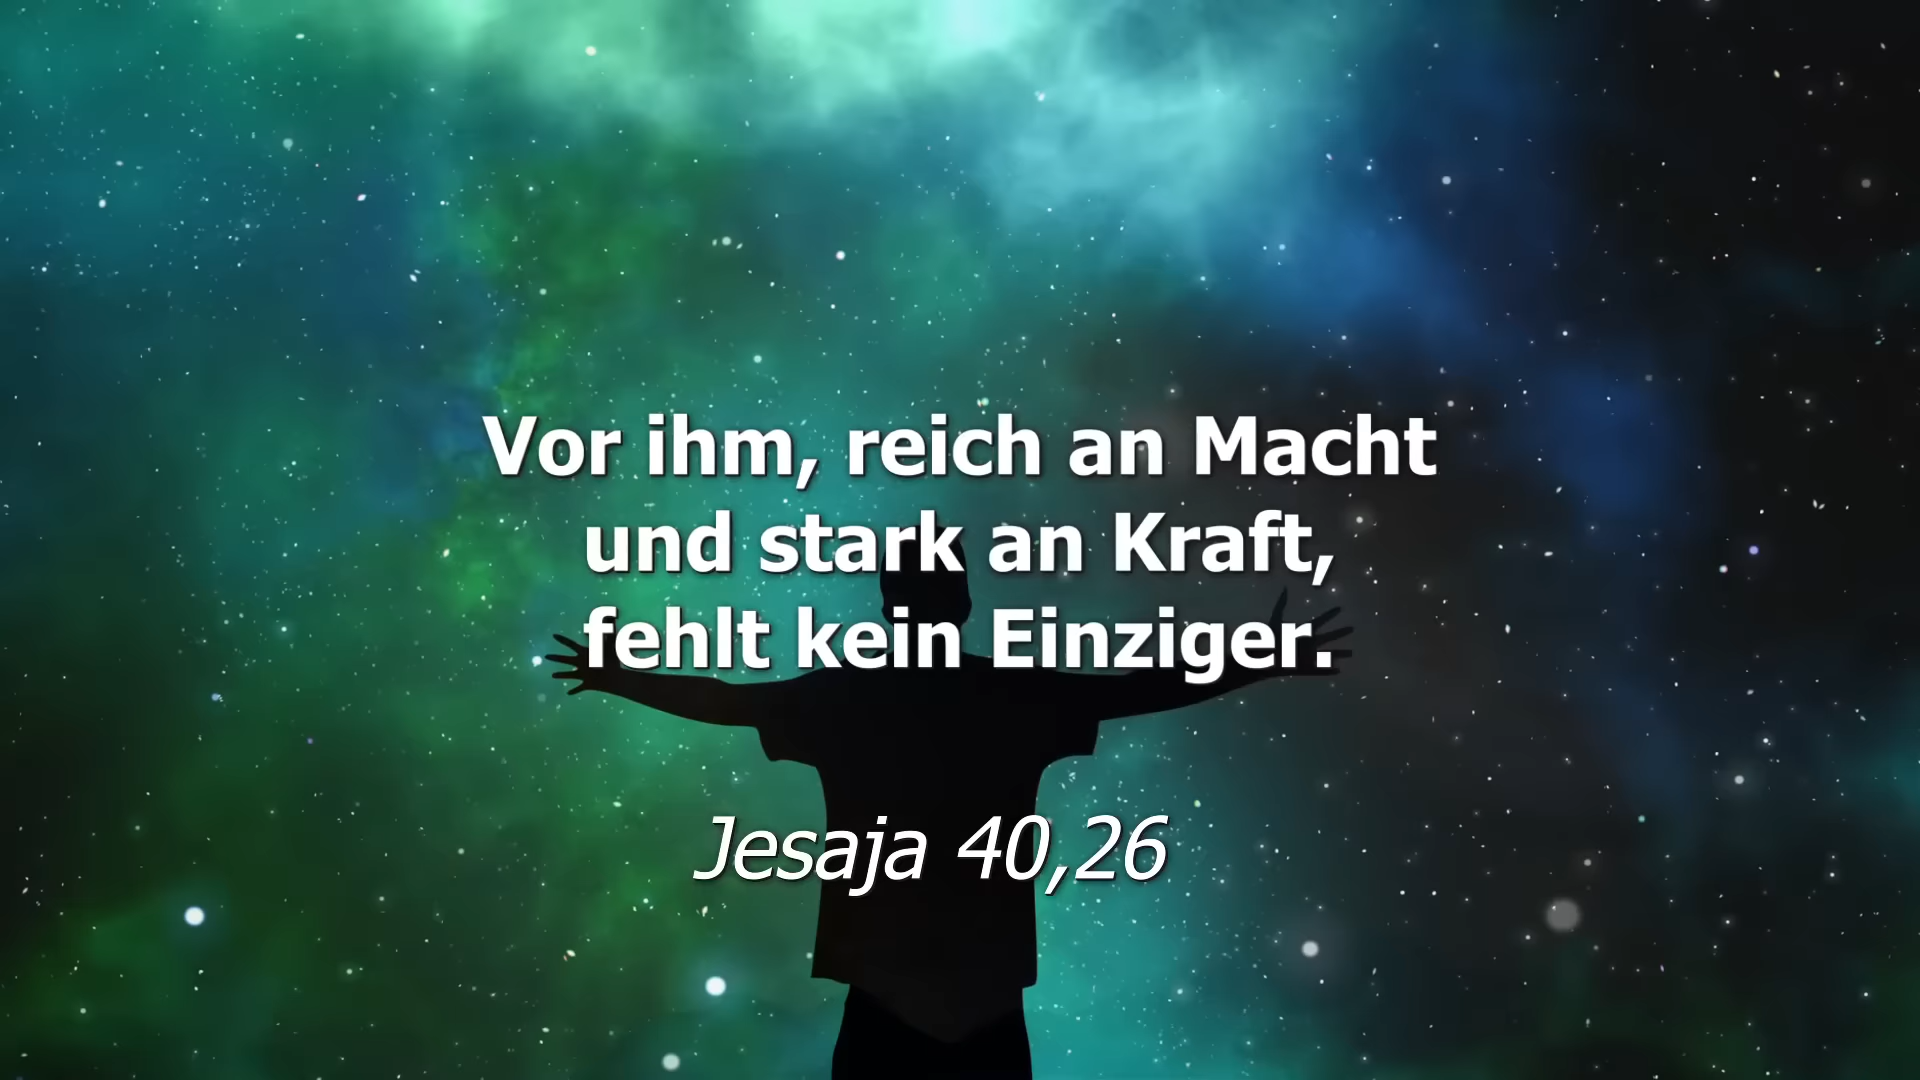 Vor ihm, reich an Macht
und stark an Kraft,
fehlt kein Einziger.
Jesaja 40,26